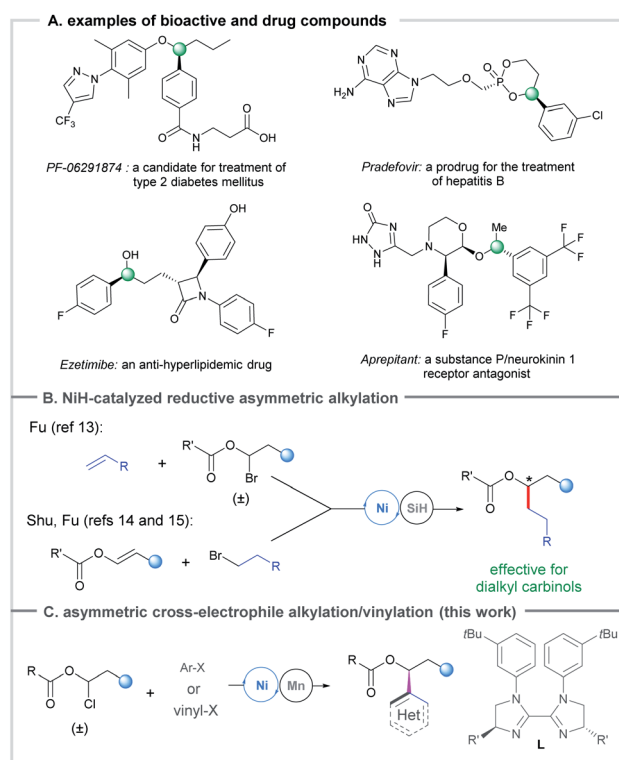 A. examples of bioactive and drug compounds
O
N
N
CF3
O
N
H
OH
O
PF-06291874 : a candidate for treatment of
type 2 diabetes mellitus
N
N
H2N
N
N
O
O
P
O
O
Cl
Pradefovir: a prodrug for the treatment
of hepatitis B
OH
OH
F
O
N
F
Ezetimibe: an anti-hyperlipidemic drug
O
HN
N
N
H
N
O
O
Me
F
F
F
F
F
F
F
Aprepitant: a substance P/neurokinin 1
receptor antagonist
B. NiH-catalyzed reductive asymmetric alkylation
Fu (ref 13):
R
+
R'
O
O
Br
(±)
Shu, Fu (refs 14 and 15):
R'
O
O
+
Br
R
Ni
SiH
R'
O
*
O
R
effective for
dialkyl carbinols
C. asymmetric cross-electrophile alkylation/vinylation (this work)
R
O
O
Cl
(±)
+
Ar-X
or
vinyl-X
Ni
Mn
R
O
O
Het
tBu
tBu
N
N
N
N
R'
R'
L